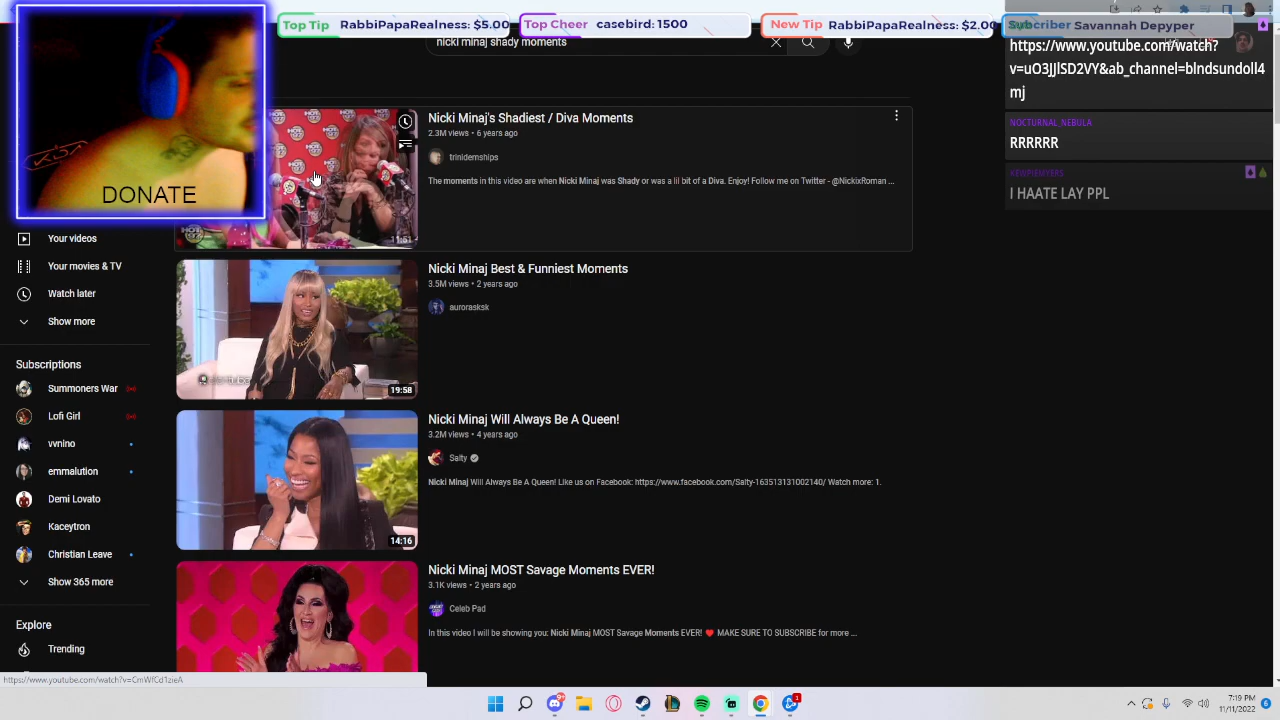 Top Tip RabbiPapaRealness: $5.00
Top Cheer casebird: 1500
New Tip RabbiPapaRealness: $2.00
Savannah Depyper
nicki minaj shady moments
https://www.youtube.com/watch?
v=uO3JJlSD2VY&ab_channel=blndsundoll4
mj
NOCTURNAL_NEBULA
RRRRRR
I HAATE LAY PPL
DONATE
Your videos
Your movies & TV
Watch later
Show more
Subscriptions
Summoners War
Lofi Girl
vvnino
emmalution
Demi Lovato
Kaceytron
Christian Leave
Show 365 more
Explore
Trending
HOT 97
11:51
Nicki Minaj's Shadiest / Diva Moments
2.3M views • 6 years ago
trinidemships
The moments in this video are when Nicki Minaj was Shady or was a lil bit of a Diva. Enjoy! Follow me on Twitter - @NickixRoman ...
19:58
Nicki Minaj Best & Funniest Moments
3.5M views • 2 years ago
aurorasksk
14:16
Nicki Minaj Will Always Be A Queen!
3.2M views • 4 years ago
Salty
Nicki Minaj Will Always Be A Queen! Like us on Facebook: https://www.facebook.com/Salty-163513131002140/ Watch more: 1.
Nicki Minaj MOST Savage Moments EVER!
3.1K views • 2 years ago
Celeb Pad
In this video I will be showing you: Nicki Minaj MOST Savage Moments EVER! ❤️ MAKE SURE TO SUBSCRIBE for more ...
https://www.youtube.com/watch?v=CmWfCd1zieA
7:19 PM
11/11/2022